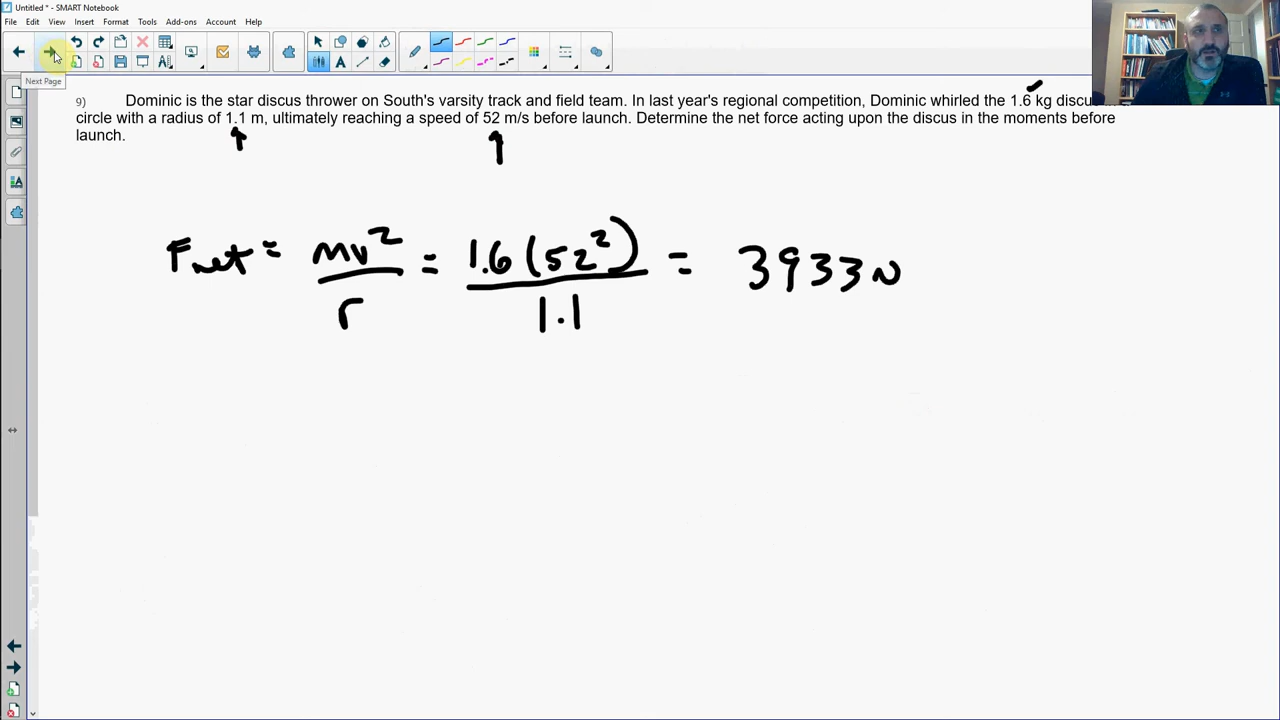 Untitled * - SMART Notebook
File Edit View Insert Format Tools Add-ons Account Help
Next Page
9) Dominic is the star discus thrower on South's varsity track and field team. In last year's regional competition, Dominic whirled the 1.6 kg discus
circle with a radius of 1.1 m, ultimately reaching a speed of 52 m/s before launch. Determine the net force acting upon the discus in the moments before
launch.
Fnet = mv² / r = 1.6 (52²) / 1.1 = 3933 N